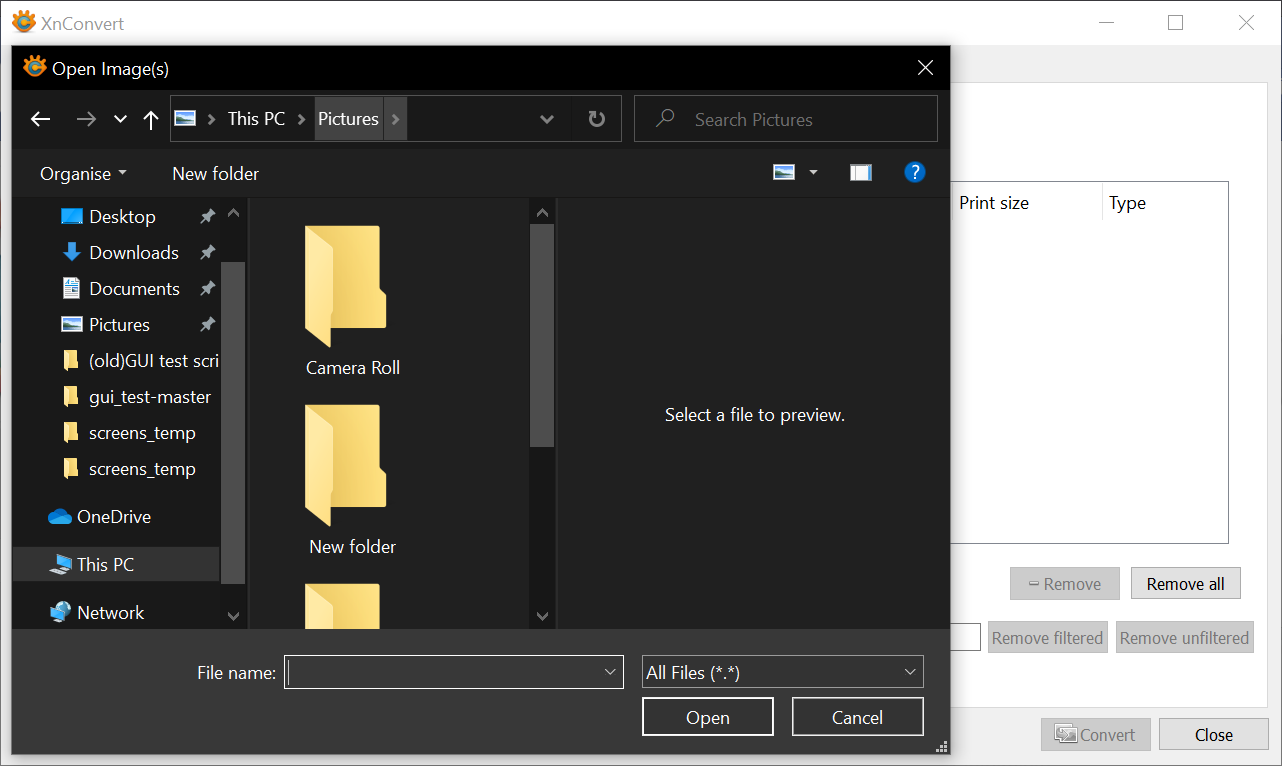 XnConvert
Open Image(s)
This PC
Pictures
Search Pictures
Organise
New folder
?
Print size
Type
Desktop
Downloads
Documents
Pictures
(old)GUI test scri
gui_test-master
screens_temp
screens_temp
OneDrive
This PC
Network
Camera Roll
New folder
Select a file to preview.
Remove
Remove all
Remove filtered
Remove unfiltered
File name:
All Files (*.*)
Open
Cancel
Convert
Close